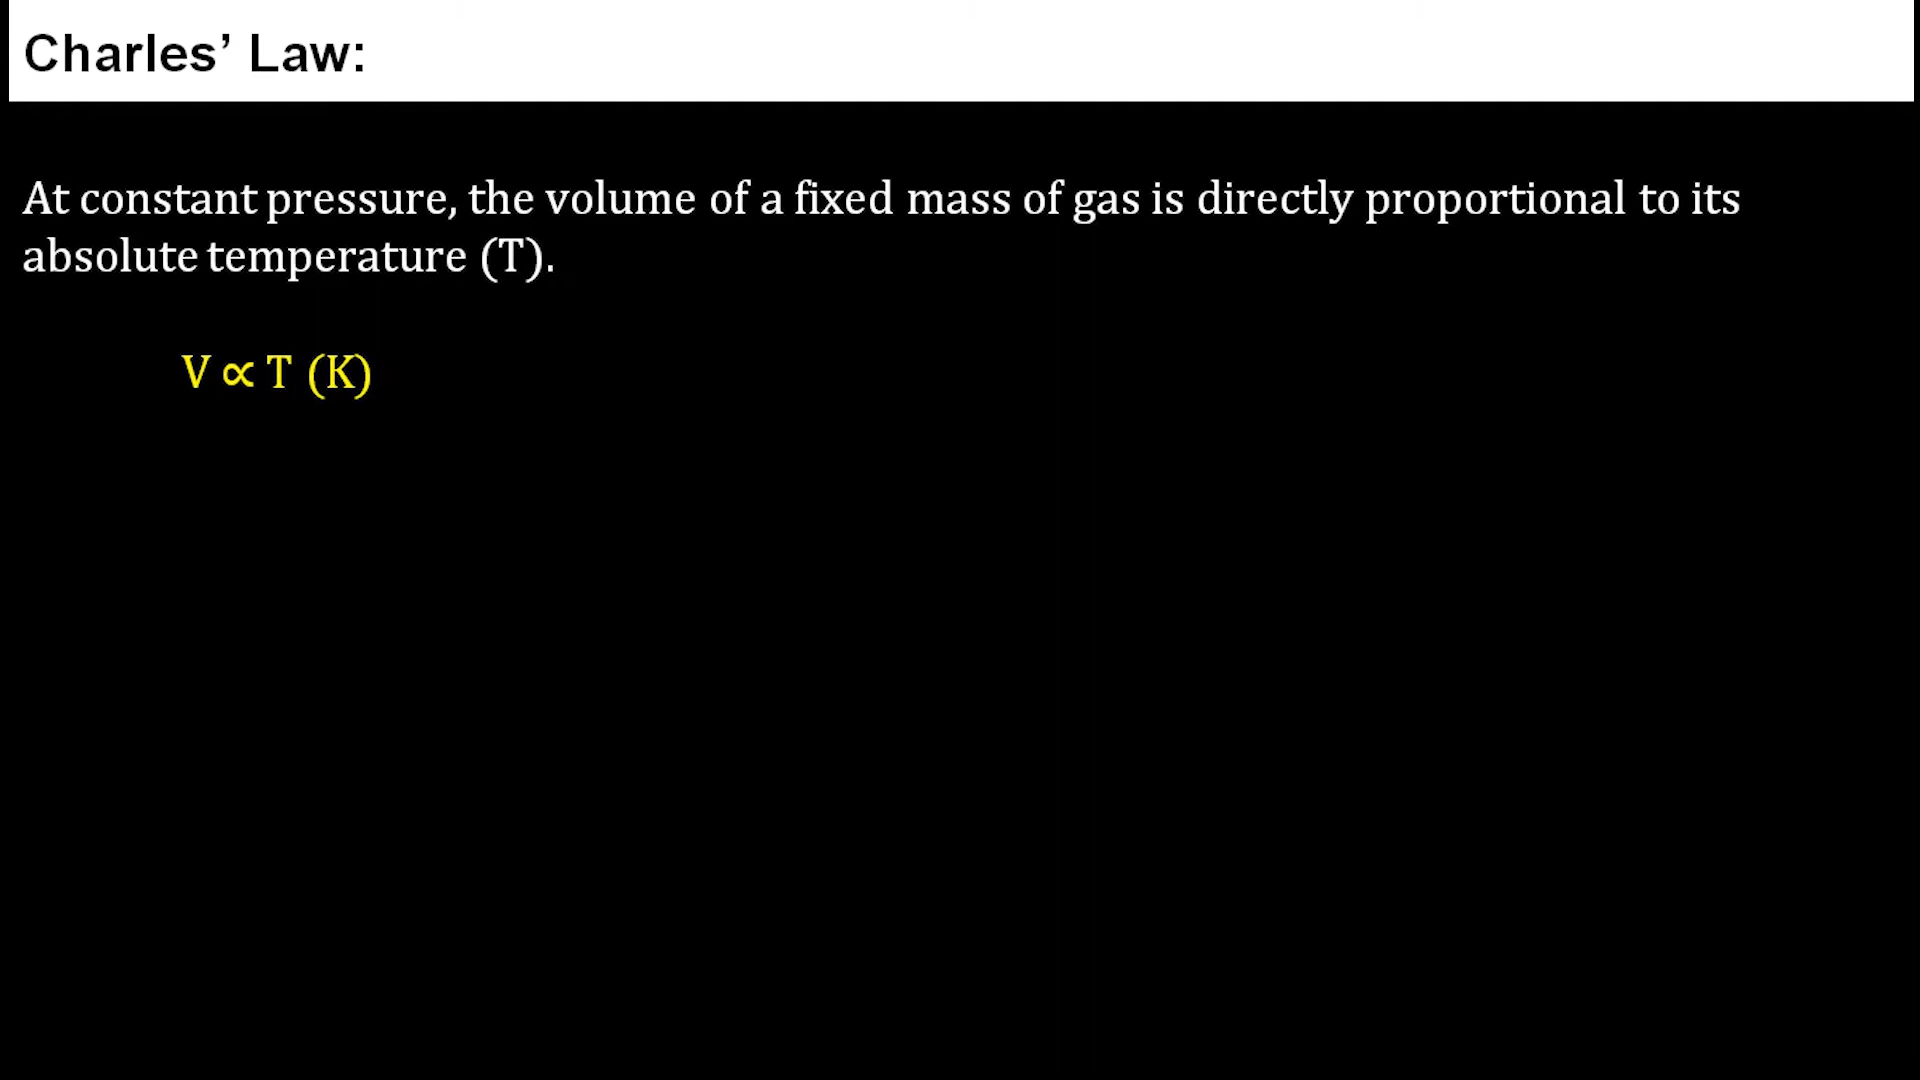 Charles’ Law:
At constant pressure, the volume of a fixed mass of gas is directly proportional to its
absolute temperature (T).
V ∝ T (K)